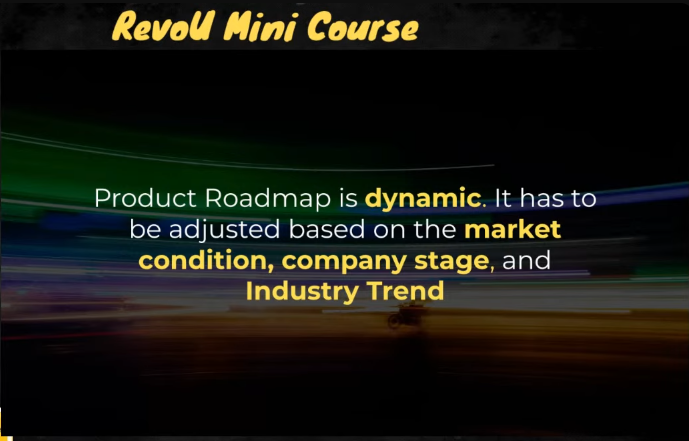 RevoU Mini Course
Product Roadmap is dynamic. It has to
be adjusted based on the market
condition, company stage, and
Industry Trend